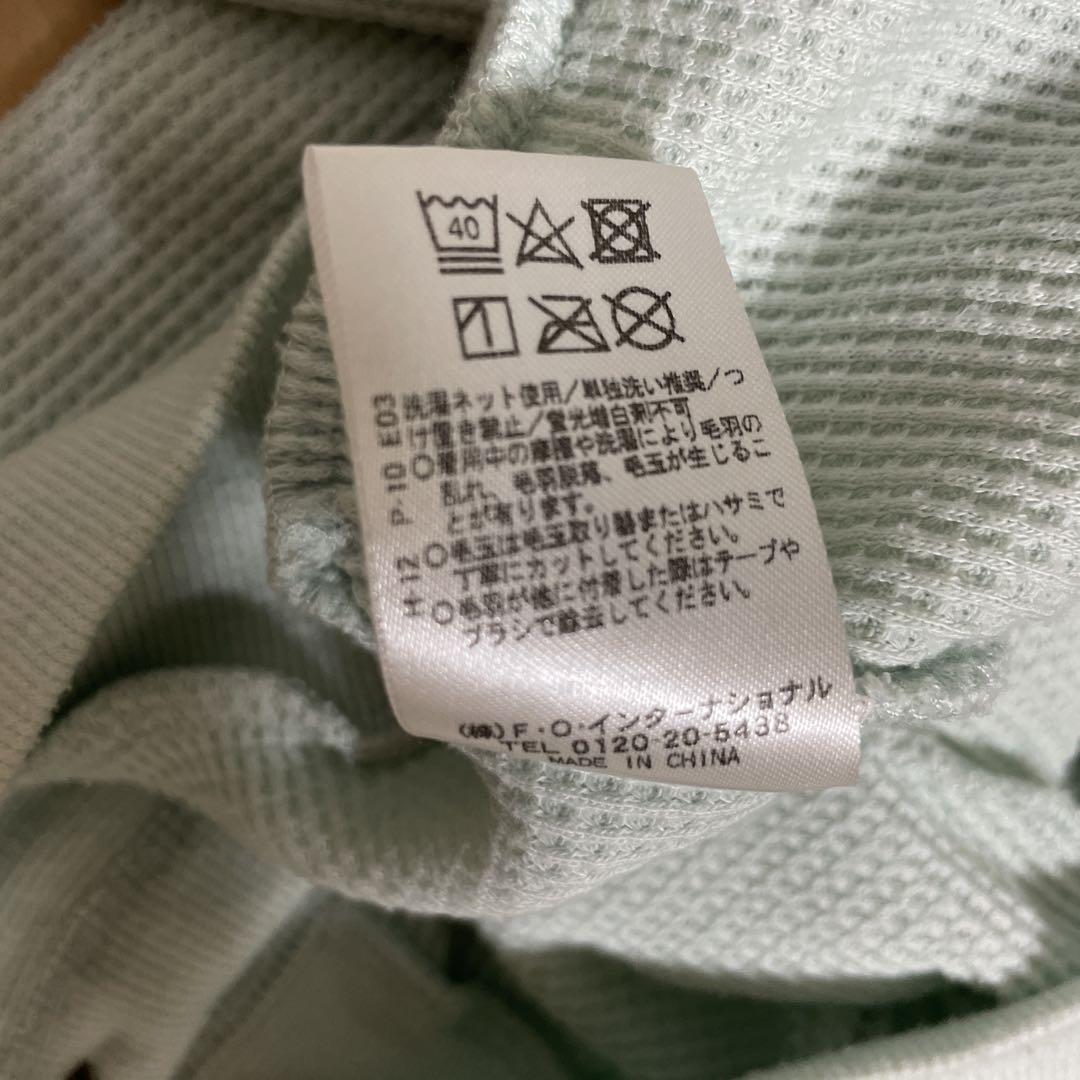 40
洗濯ネット使用/単独洗い推奨/つ
け置き禁止/蛍光増白剤不可
○着用中の摩擦や洗濯により毛羽の
乱れ、毛羽脱落、毛玉が生じるこ
とが有ります。
○毛玉は毛玉取り器またはハサミで
丁寧にカットしてください。
○毛羽が他に付着した際はテープや
ブラシで除去してください。
H-12 P-10 E03
(株)F・O・インターナショナル
TEL 0120-20-5438
MADE IN CHINA